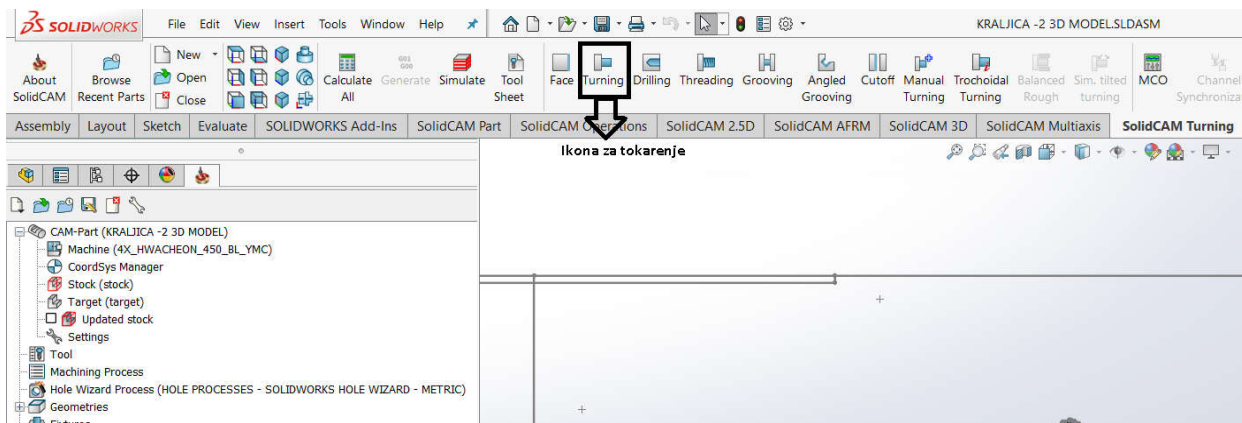 SOLIDWORKS File Edit View Insert Tools Window Help KRALJICA -2 3D MODEL.SLDASM
About SolidCAM Browse Recent Parts New Open Close Calculate All Generate Simulate Tool Sheet Face Turning Drilling Threading Grooving Angled Grooving Cutoff Manual Turning Trochoidal Turning Balanced Rough Sim. tilted turning MCO Channel
Assembly Layout Sketch Evaluate SOLIDWORKS Add-Ins SolidCAM Part SolidCAM Operations SolidCAM 2.5D SolidCAM AFRM SolidCAM 3D SolidCAM Multiaxis SolidCAM Turning
Ikona za tokarenje
CAM-Part (KRALJICA -2 3D MODEL)
Machine (4X_HWACHEON_450_BL_YMC)
CoordSys Manager
Stock (stock)
Target (target)
Updated stock
Settings
Tool
Machining Process
Hole Wizard Process (HOLE PROCESSES - SOLIDWORKS HOLE WIZARD - METRIC)
Geometries